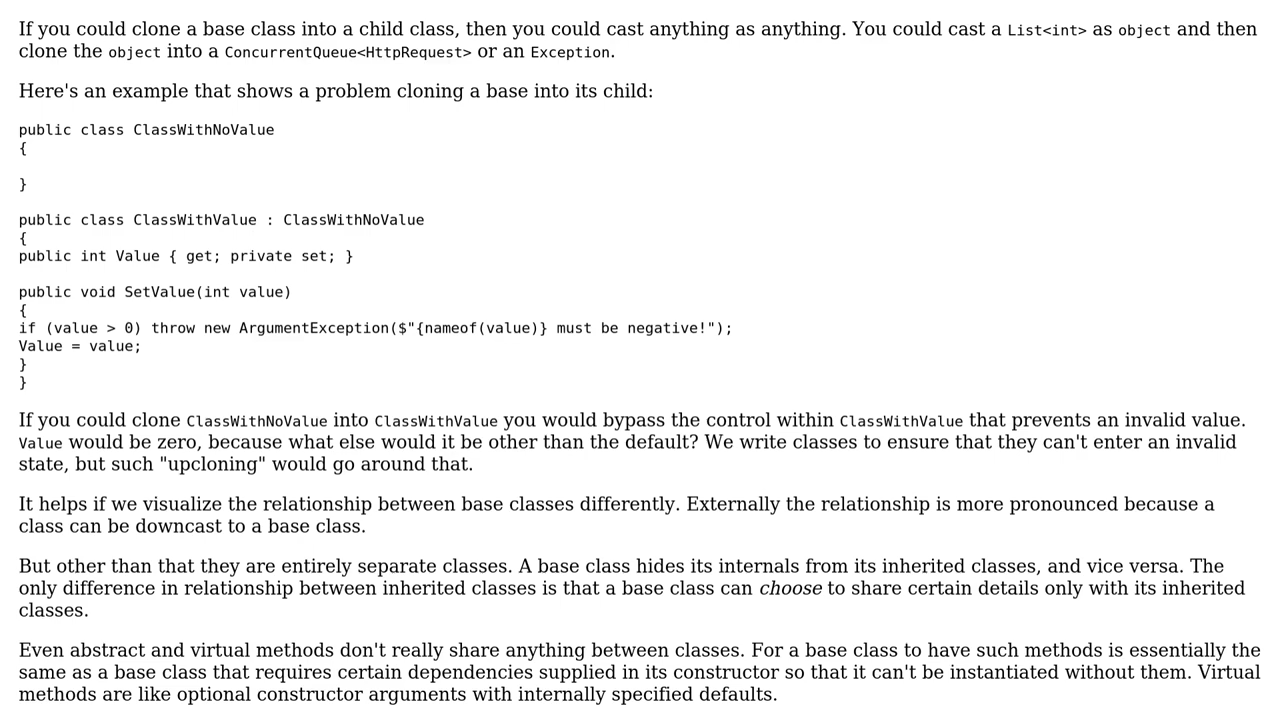 If you could clone a base class into a child class, then you could cast anything as anything. You could cast a List<int> as object and then
clone the object into a ConcurrentQueue<HttpRequest> or an Exception.
Here's an example that shows a problem cloning a base into its child:
public class ClassWithNoValue
{
}
public class ClassWithValue : ClassWithNoValue
{
public int Value { get; private set; }
public void SetValue(int value)
{
if (value > 0) throw new ArgumentException($"{nameof(value)} must be negative!");
Value = value;
}
}
If you could clone ClassWithNoValue into ClassWithValue you would bypass the control within ClassWithValue that prevents an invalid value.
Value would be zero, because what else would it be other than the default? We write classes to ensure that they can't enter an invalid
state, but such "upcloning" would go around that.
It helps if we visualize the relationship between base classes differently. Externally the relationship is more pronounced because a
class can be downcast to a base class.
But other than that they are entirely separate classes. A base class hides its internals from its inherited classes, and vice versa. The
only difference in relationship between inherited classes is that a base class can choose to share certain details only with its inherited
classes.
Even abstract and virtual methods don't really share anything between classes. For a base class to have such methods is essentially the
same as a base class that requires certain dependencies supplied in its constructor so that it can't be instantiated without them. Virtual
methods are like optional constructor arguments with internally specified defaults.